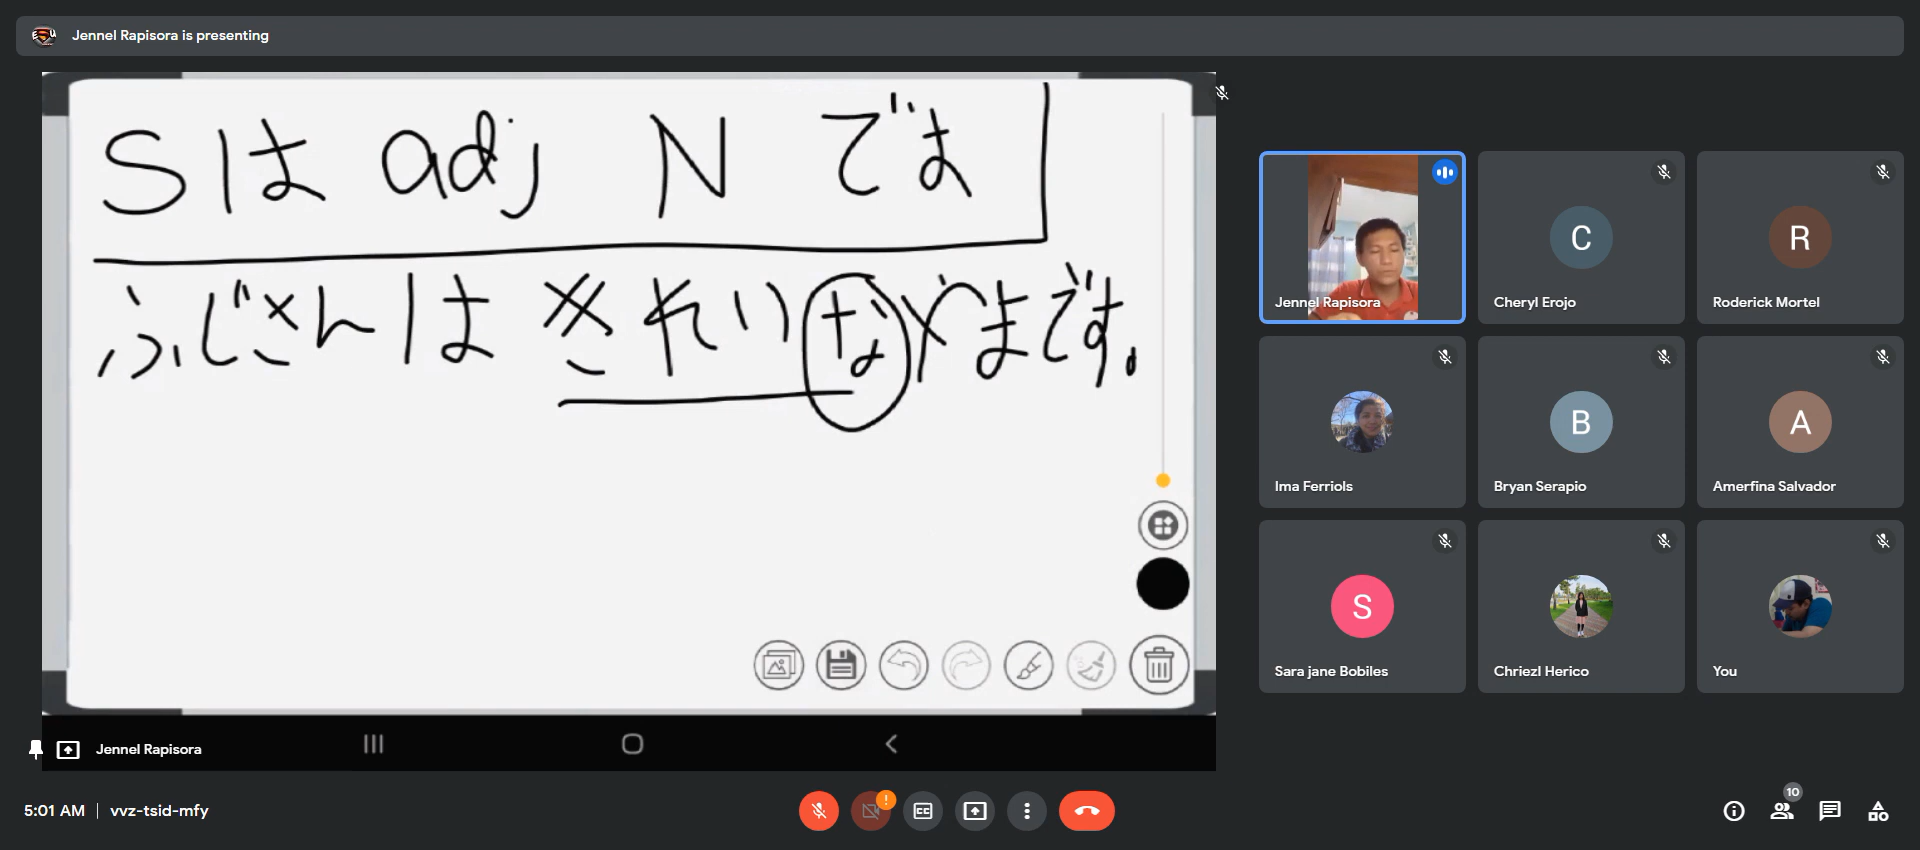 Jennel Rapisora is presenting
Sは adj N です
ふじさんは きれいなやまです。
Jennel Rapisora
Cheryl Erojo
Roderick Mortel
Ima Ferriols
B
Bryan Serapio
A
Amerfina Salvador
C
R
S
Sara jane Bobiles
Chriezl Herico
You
Jennel Rapisora
5:01 AM | vvz-tsid-mfy
CC
10